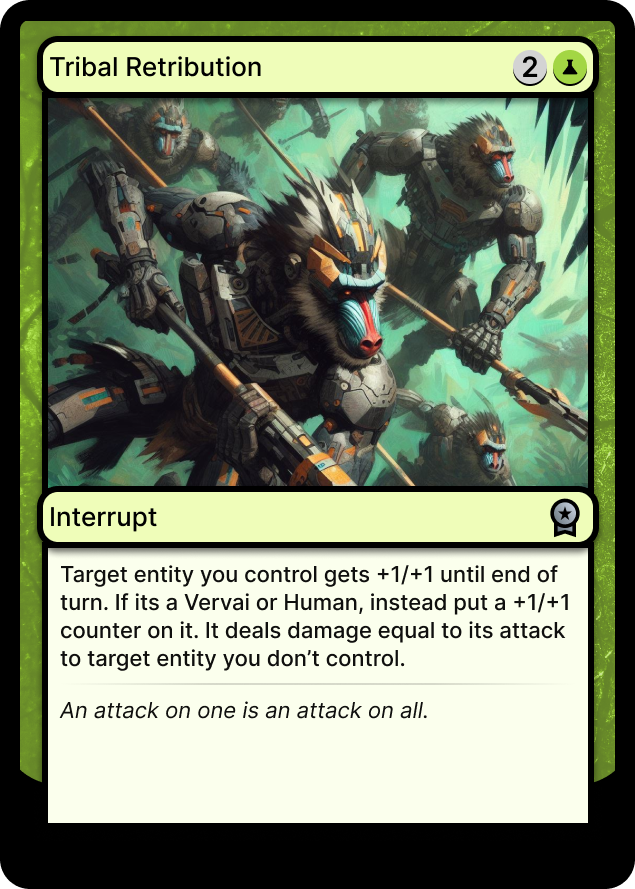 Tribal Retribution 2
Interrupt
Target entity you control gets +1/+1 until end of
turn. If its a Vervai or Human, instead put a +1/+1
counter on it. It deals damage equal to its attack
to target entity you don’t control.
An attack on one is an attack on all.